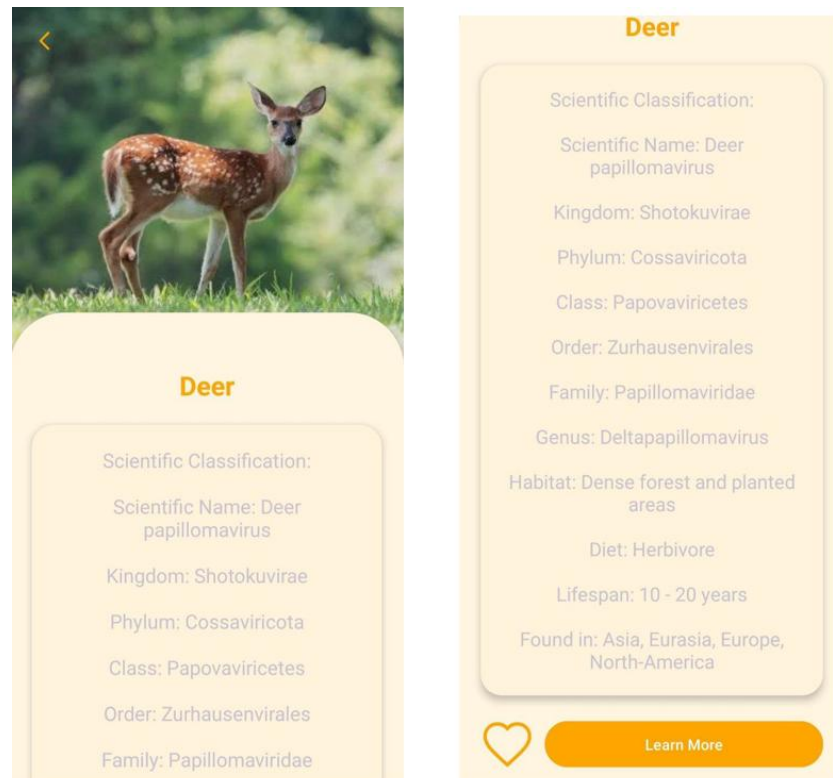 Deer
Scientific Classification:
Scientific Name: Deer
papillomavirus
Kingdom: Shotokuvirae
Phylum: Cossaviricota
Class: Papovaviricetes
Order: Zurhausenvirales
Family: Papillomaviridae
Deer
Scientific Classification:
Scientific Name: Deer
papillomavirus
Kingdom: Shotokuvirae
Phylum: Cossaviricota
Class: Papovaviricetes
Order: Zurhausenvirales
Family: Papillomaviridae
Genus: Deltapapillomavirus
Habitat: Dense forest and planted
areas
Diet: Herbivore
Lifespan: 10 - 20 years
Found in: Asia, Eurasia, Europe,
North-America
Learn More